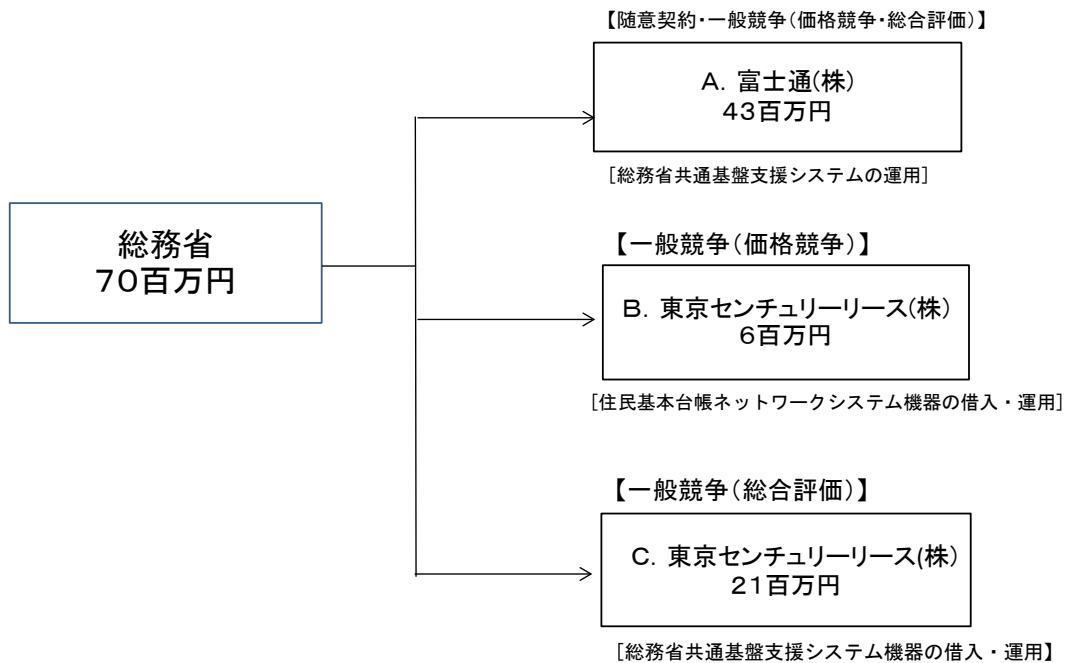 【随意契約・一般競争（価格競争・総合評価）】
A．富士通(株)
43百万円
［総務省共通基盤支援システムの運用］
総務省
70百万円
【一般競争（価格競争）】
B．東京センチュリーリース(株)
6百万円
［住民基本台帳ネットワークシステム機器の借入・運用］
【一般競争（総合評価）】
C．東京センチュリーリース(株)
21百万円
［総務省共通基盤支援システム機器の借入・運用】